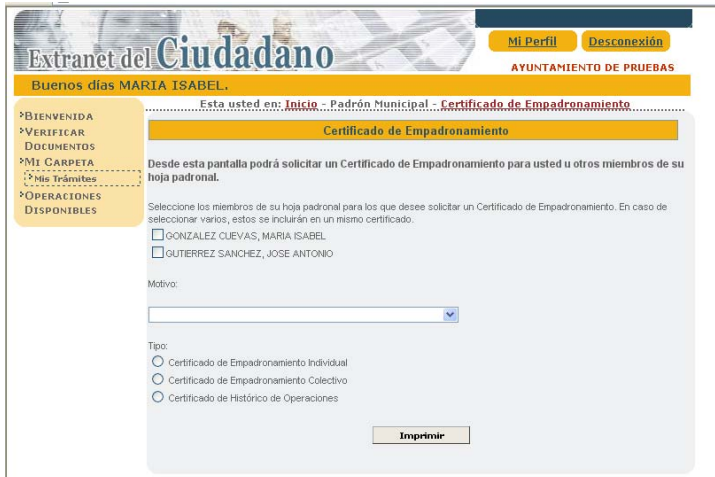 Extranet del Ciudadano
Mi Perfil
Desconexión
AYUNTAMIENTO DE PRUEBAS
Buenos días MARIA ISABEL.
Esta usted en: Inicio - Padrón Municipal - Certificado de Empadronamiento
BIENVENIDA
VERIFICAR
DOCUMENTOS
MI CARPETA
Mis Trámites
OPERACIONES
DISPONIBLES
Certificado de Empadronamiento
Desde esta pantalla podrá solicitar un Certificado de Empadronamiento para usted u otros miembros de su
hoja padronal.
Seleccione los miembros de su hoja padronal para los que desee solicitar un Certificado de Empadronamiento. En caso de
seleccionar varios, estos se incluirán en un mismo certificado.
GONZALEZ CUEVAS, MARIA ISABEL
GUTIERREZ SANCHEZ, JOSE ANTONIO
Motivo:
Tipo:
Certificado de Empadronamiento Individual
Certificado de Empadronamiento Colectivo
Certificado de Histórico de Operaciones
Imprimir